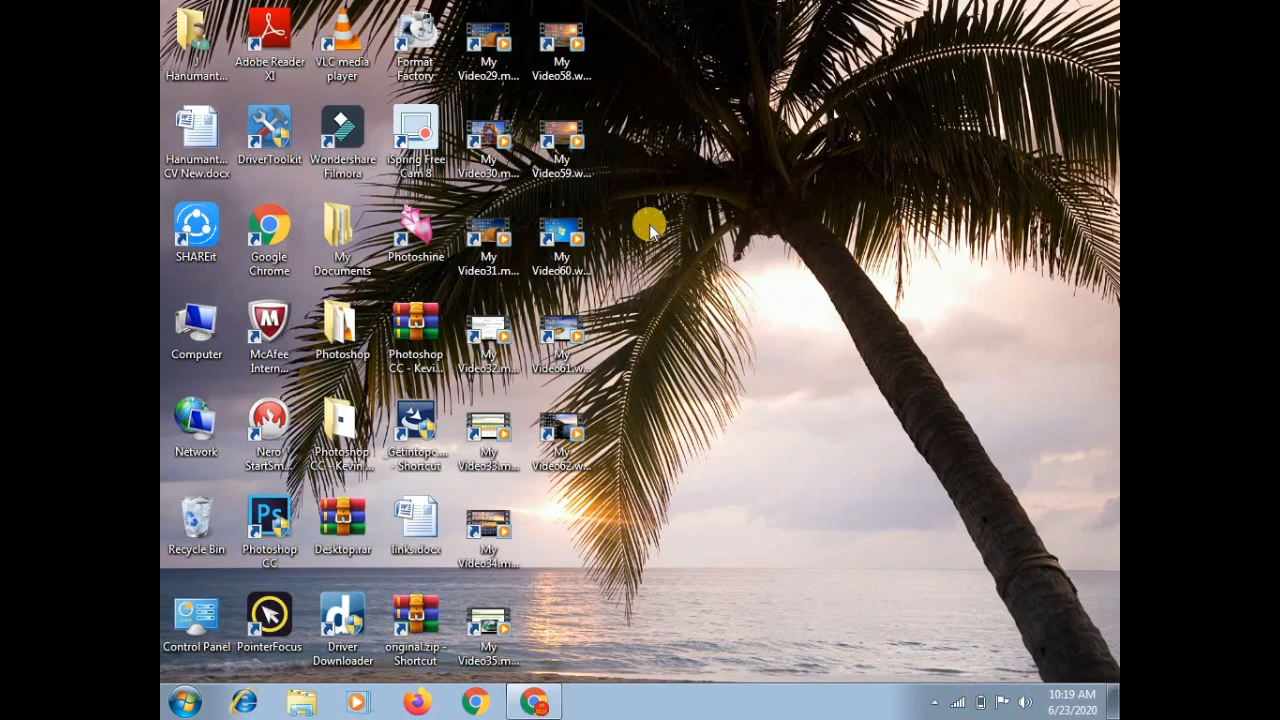 Hanumant...
Adobe Reader
XI
VLC media
player
Format
Factory
My
Video29.m...
My
Video58.w...
Hanumant...
CV New.docx
DriverToolkit
Wondershare
Filmora
iSpring Free
Cam 8
My
Video30.m...
My
Video59.w...
SHAREit
Google
Chrome
My
Documents
Photoshine
My
Video31.m...
My
Video60.w...
Computer
McAfee
Intern...
Photoshop
Photoshop
CC - Kevi...
My
Video32.m...
My
Video61.w...
Network
Nero
StartSm...
Photoshop
CC - Kevin ...
_Getintopc....
- Shortcut
My
Video33.m...
My
Video62.w...
Recycle Bin
Ps
Photoshop
CC
Desktop.rar
links.docx
My
Video34.m...
Control Panel
PointerFocus
Driver
Downloader
original.zip -
Shortcut
My
Video35.m...
10:19 AM
6/23/2020